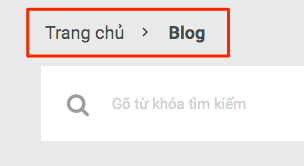 Trang chủ > Blog
Gõ từ khóa tìm kiếm